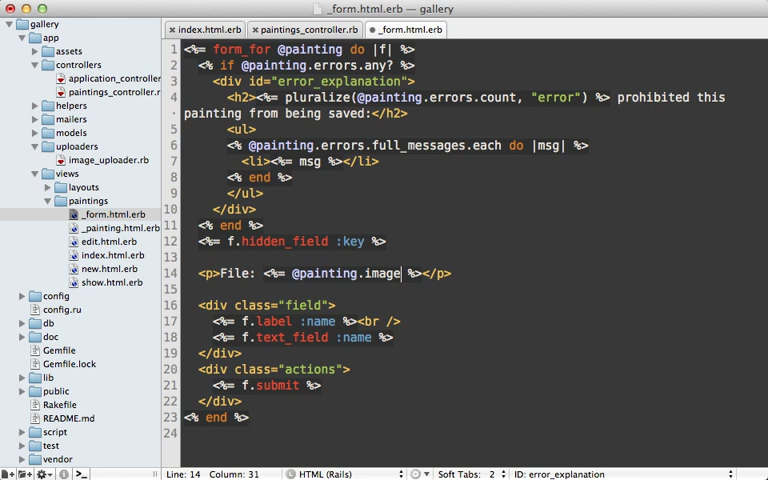 _form.html.erb — gallery
gallery
app
assets
controllers
application_controller
paintings_controller.r
helpers
mailers
models
uploaders
image_uploader.rb
views
layouts
paintings
_form.html.erb
_painting.html.erb
edit.html.erb
index.html.erb
new.html.erb
show.html.erb
config
config.ru
db
doc
Gemfile
Gemfile.lock
lib
public
Rakefile
README.md
script
test
vendor
index.html.erb paintings_controller.rb _form.html.erb
1 <%= form_for @painting do |f| %>
2 <% if @painting.errors.any? %>
3 <div id="error_explanation">
4 <h2><%= pluralize(@painting.errors.count, "error") %> prohibited this
painting from being saved:</h2>
5 <ul>
6 <% @painting.errors.full_messages.each do |msg| %>
7 <li><%= msg %></li>
8 <% end %>
9 </ul>
10 </div>
11 <% end %>
12 <%= f.hidden_field :key %>
13
14 <p>File: <%= @painting.image %></p>
15
16 <div class="field">
17 <%= f.label :name %><br />
18 <%= f.text_field :name %>
19 </div>
20 <div class="actions">
21 <%= f.submit %>
22 </div>
23 <% end %>
24
Line: 14 Column: 31 HTML (Rails) Soft Tabs: 2 ID: error_explanation